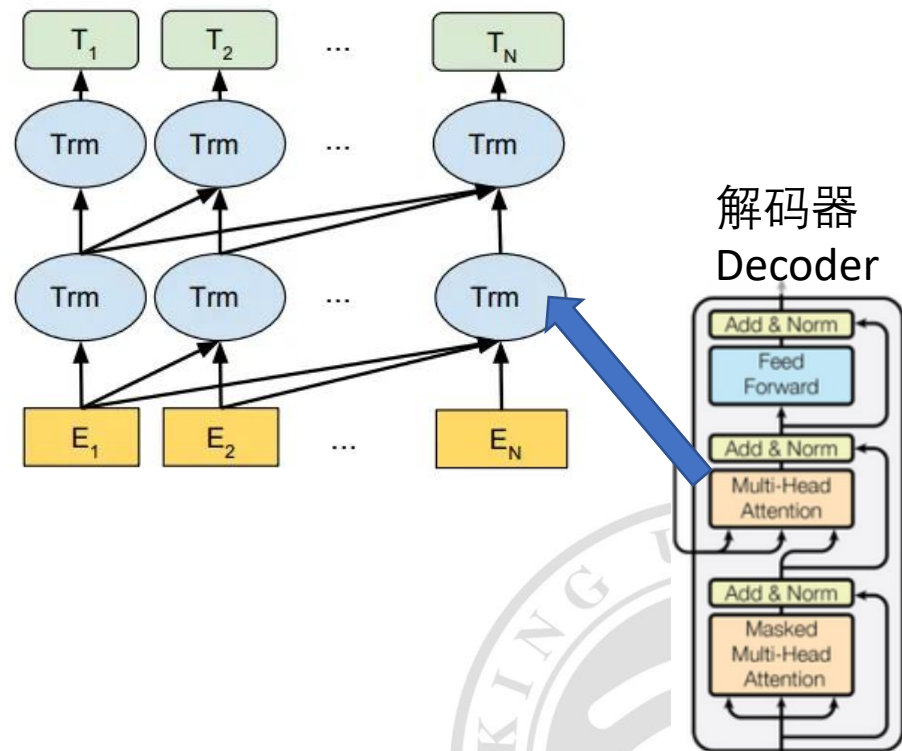 T1 T2 ... TN
Trm Trm ... Trm
Trm Trm ... Trm
E1 E2 ... EN
解码器
Decoder
Add & Norm
Feed
Forward
Add & Norm
Multi-Head
Attention
Add & Norm
Masked
Multi-Head
Attention
KING U